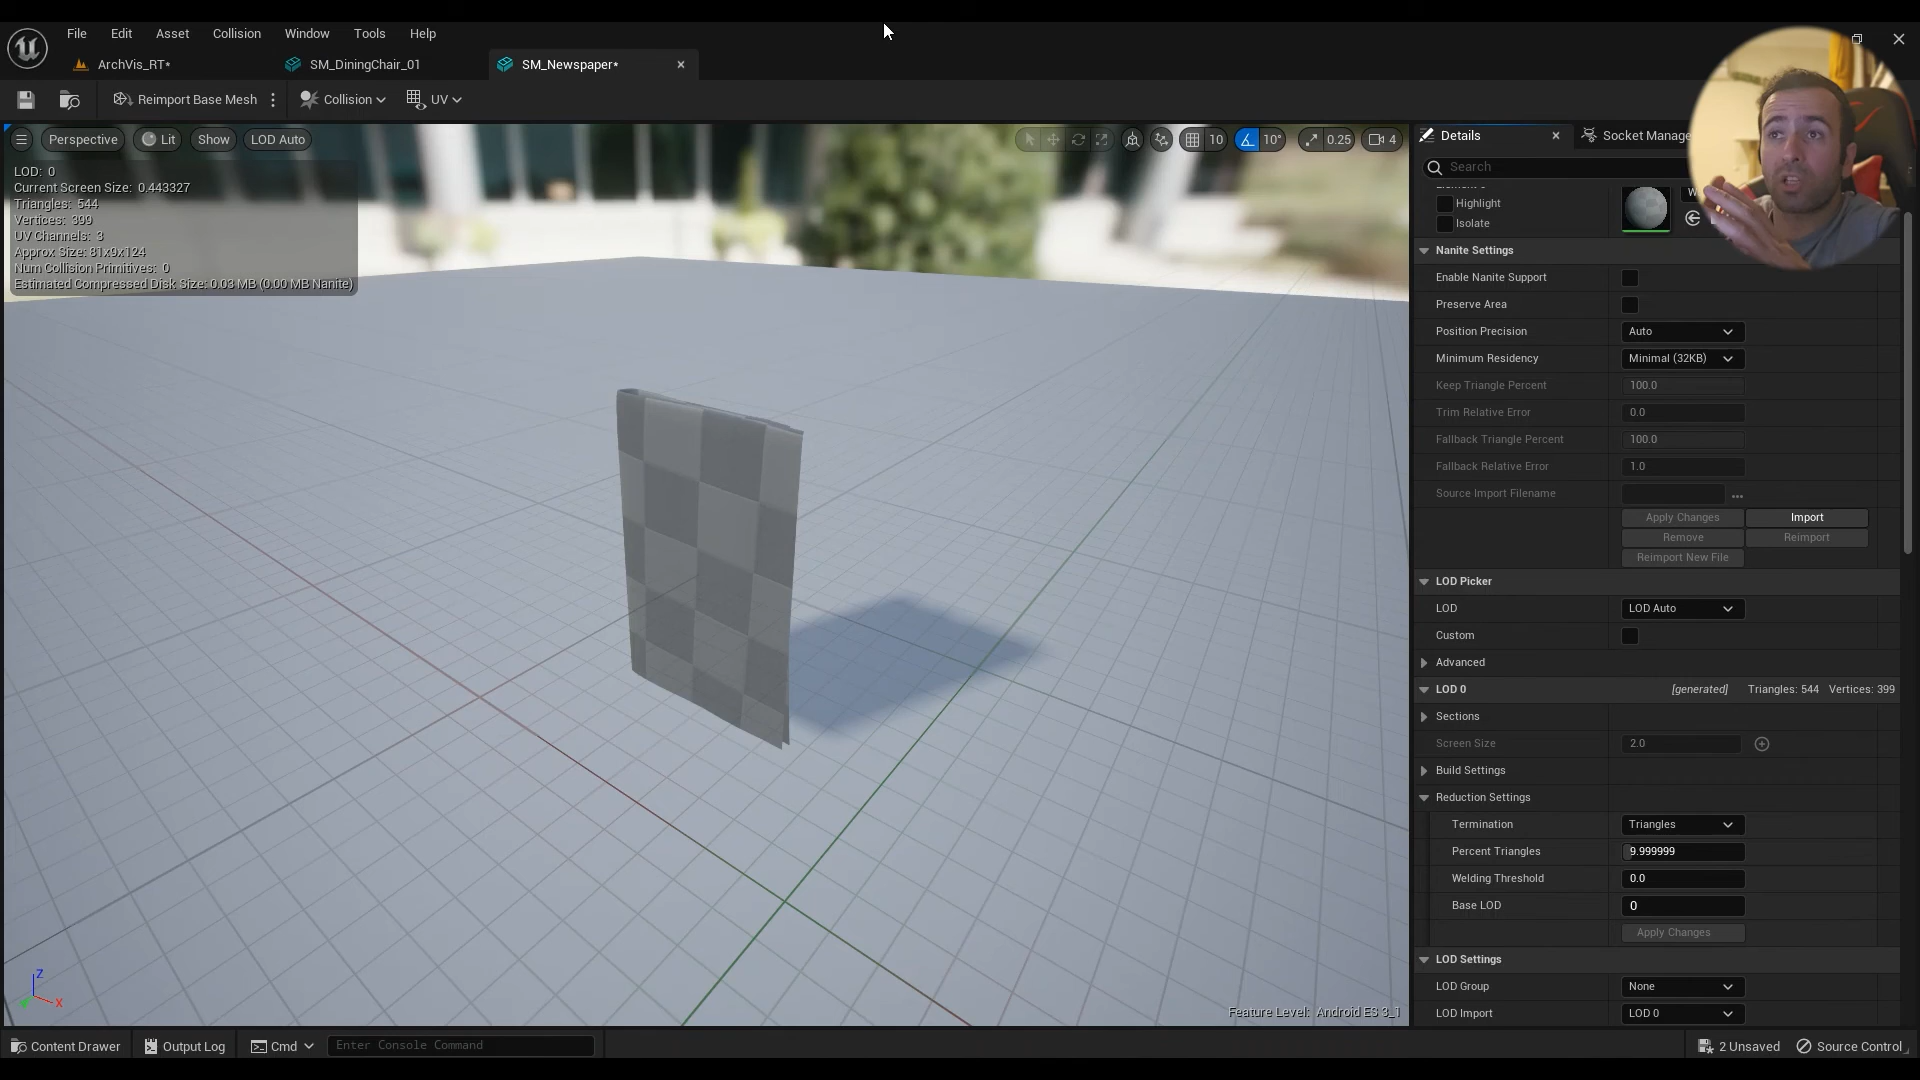 File Edit Asset Collision Window Tools Help
ArchVis_RT* SM_DiningChair_01 SM_Newspaper*
Reimport Base Mesh Collision UV
Perspective Lit Show LOD Auto 10 10° 0.25 4
LOD: 0
Current Screen Size: 0.443327
Triangles: 544
Vertices: 399
UV Channels: 3
Approx Size: 81x9x124
Num Collision Primitives: 0
Estimated Compressed Disk Size: 0.03 MB (0.00 MB Nanite)
Feature Level: Android ES 3_1
Z
X
Details Socket Manage
Search
Highlight
Isolate
Nanite Settings
Enable Nanite Support
Preserve Area
Position Precision Auto
Minimum Residency Minimal (32KB)
Keep Triangle Percent 100.0
Trim Relative Error 0.0
Fallback Triangle Percent 100.0
Fallback Relative Error 1.0
Source Import Filename ...
Apply Changes Import
Remove Reimport
Reimport New File
LOD Picker
LOD LOD Auto
Custom
Advanced
LOD 0 [generated] Triangles: 544 Vertices: 399
Sections
Screen Size 2.0
Build Settings
Reduction Settings
Termination Triangles
Percent Triangles 9.999999
Welding Threshold 0.0
Base LOD 0
Apply Changes
LOD Settings
LOD Group None
LOD Import LOD 0
Content Drawer Output Log Cmd Enter Console Command 2 Unsaved Source Control